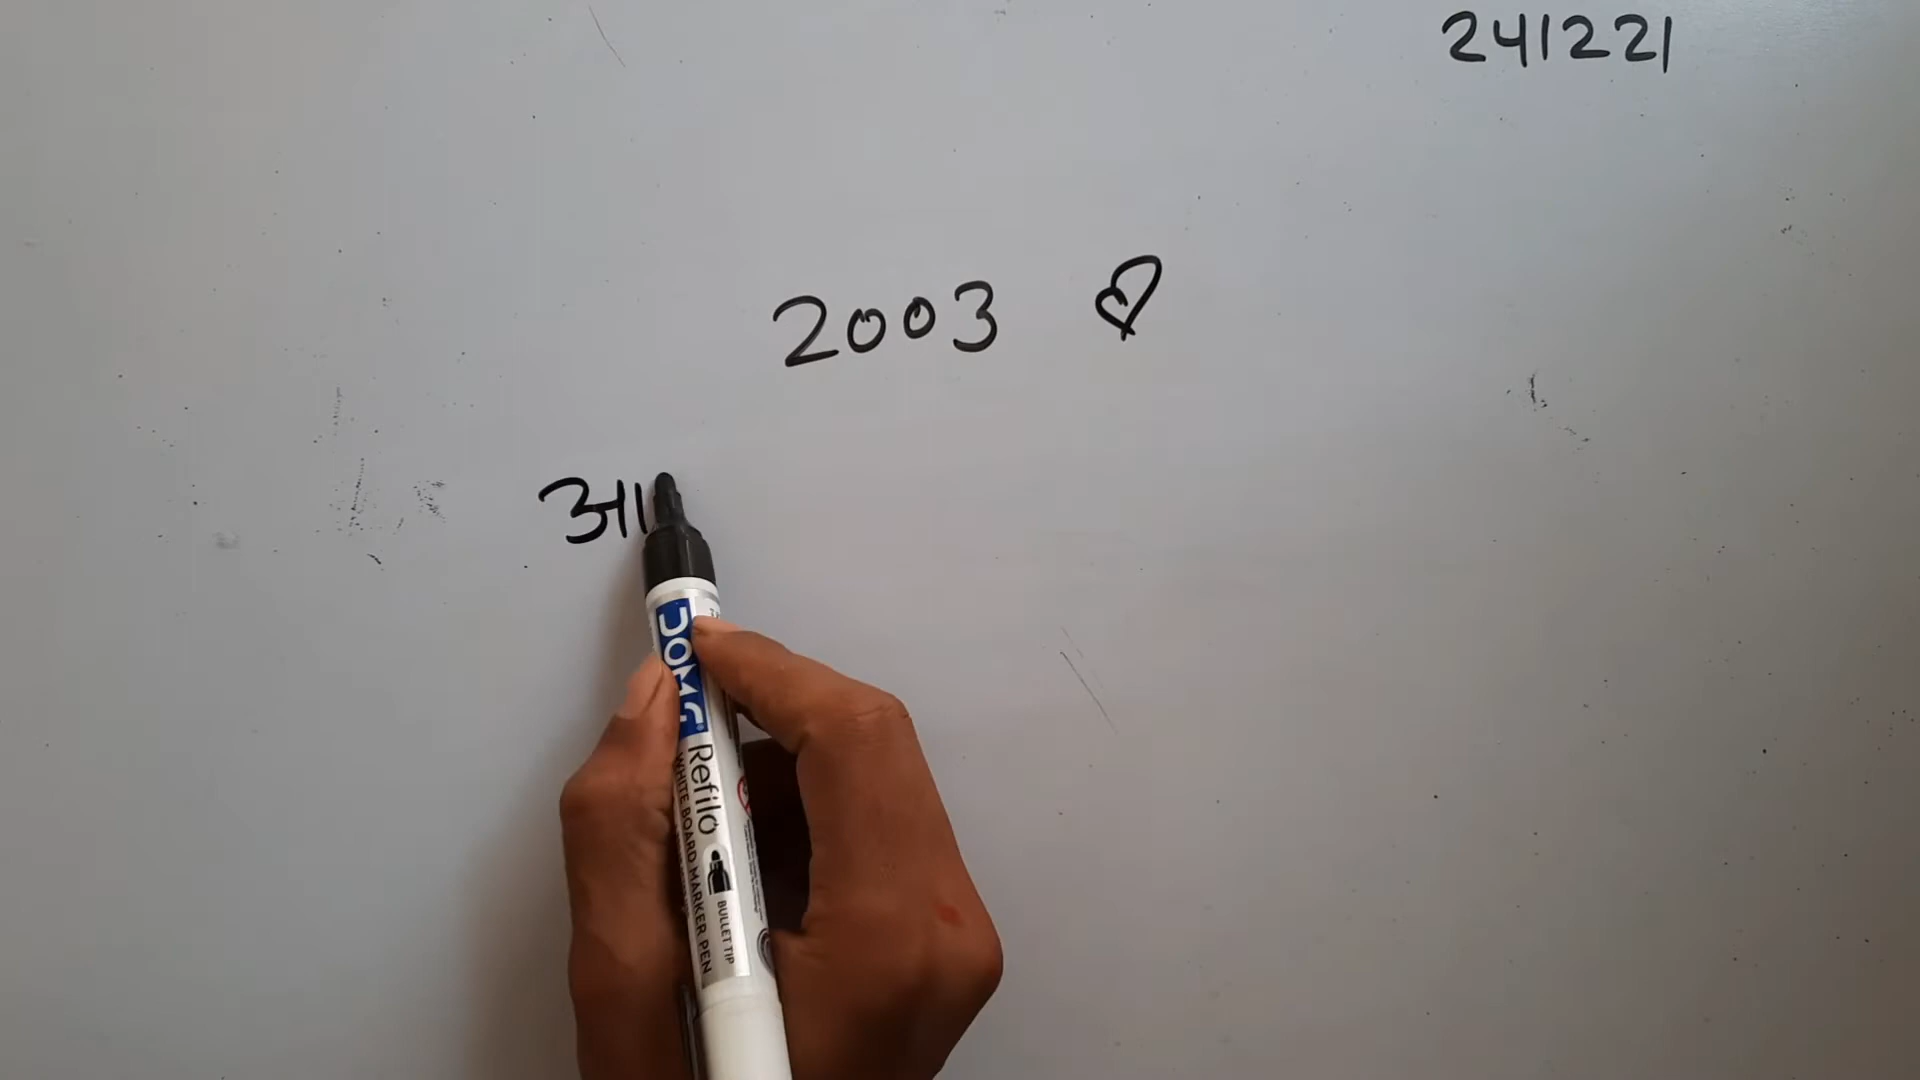 241221
2003
आ
DOMS
Refilo
WHITE BOARD MARKER PEN
BULLET TIP